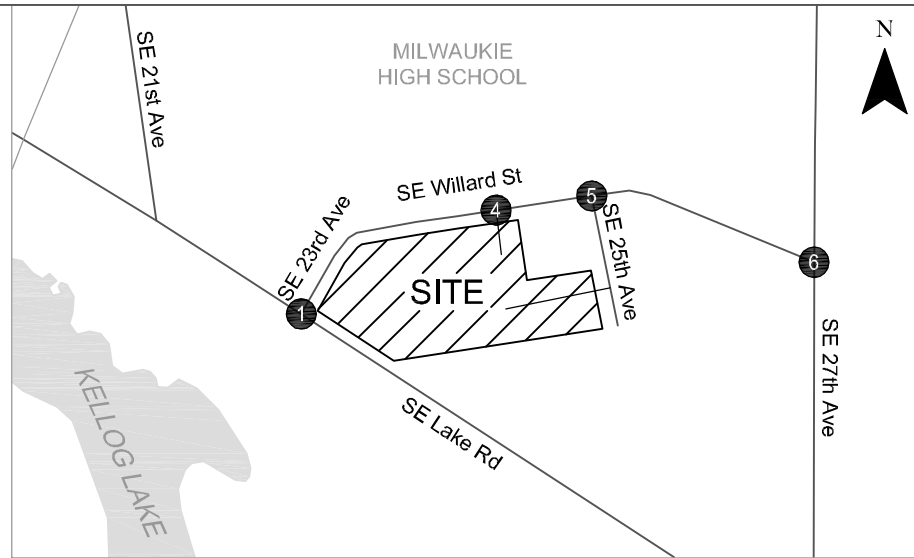 N
MILWAUKIE
HIGH SCHOOL
SE 21st Ave
SE Willard St
4
5
SE 23rd Ave
SE 25th Ave
6
SITE
1
SE 27th Ave
KELLOG LAKE
SE Lake Rd